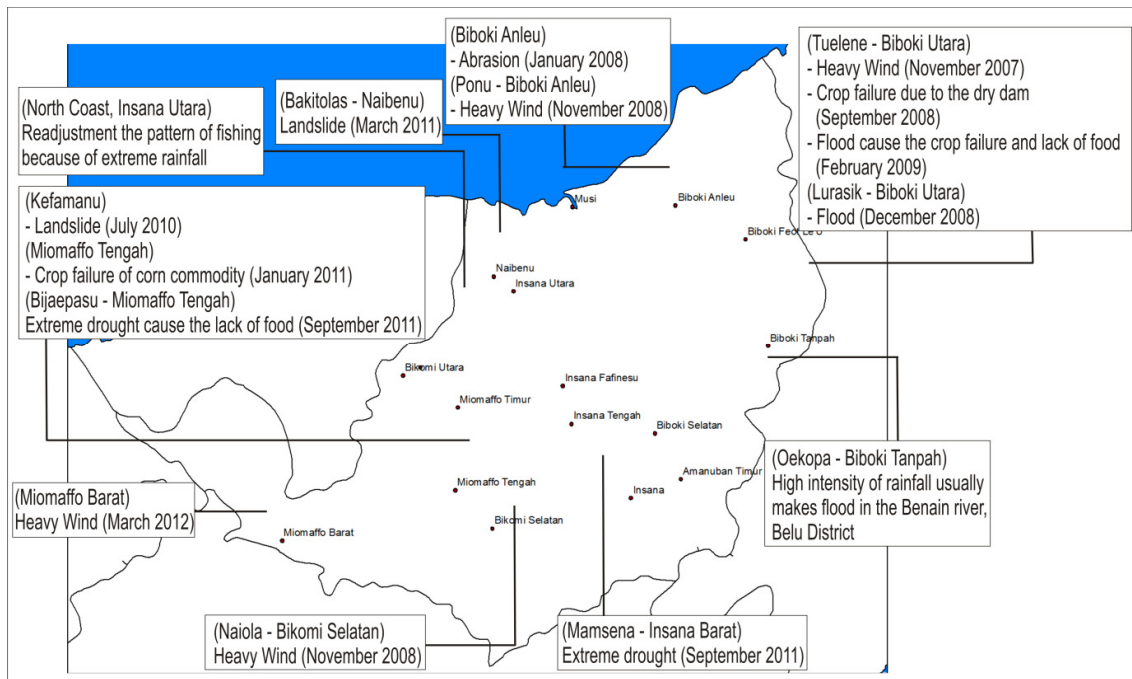 (Biboki Anleu)
- Abrasion (January 2008)
(Ponu - Biboki Anleu)
- Heavy Wind (November 2008)
(Tuelene - Biboki Utara)
- Heavy Wind (November 2007)
- Crop failure due to the dry dam
(September 2008)
- Flood cause the crop failure and lack of food
(February 2009)
(Lurasik - Biboki Utara)
- Flood (December 2008)
(Bakitolas - Naibenu)
Landslide (March 2011)
(North Coast, Insana Utara)
Readjustment the pattern of fishing
because of extreme rainfall
(Kefamanu)
- Landslide (July 2010)
(Miomaffo Tengah)
- Crop failure of corn commodity (January 2011)
(Bijaepasu - Miomaffo Tengah)
Extreme drought cause the lack of food (September 2011)
Musi
Biboki Anleu
Biboki Feot Le'u
Naibenu
Insana Utara
Biboki Tanpah
Bikomi Utara
Insana Fafinesu
Miomaffo Timur
Insana Tengah
Biboki Selatan
Amanuban Timur
Miomaffo Tengah
Insana
Bikomi Selatan
Miomaffo Barat
(Oekopa - Biboki Tanpah)
High intensity of rainfall usually
makes flood in the Benain river,
Belu District
(Miomaffo Barat)
Heavy Wind (March 2012)
(Naiola - Bikomi Selatan)
Heavy Wind (November 2008)
(Mamsena - Insana Barat)
Extreme drought (September 2011)